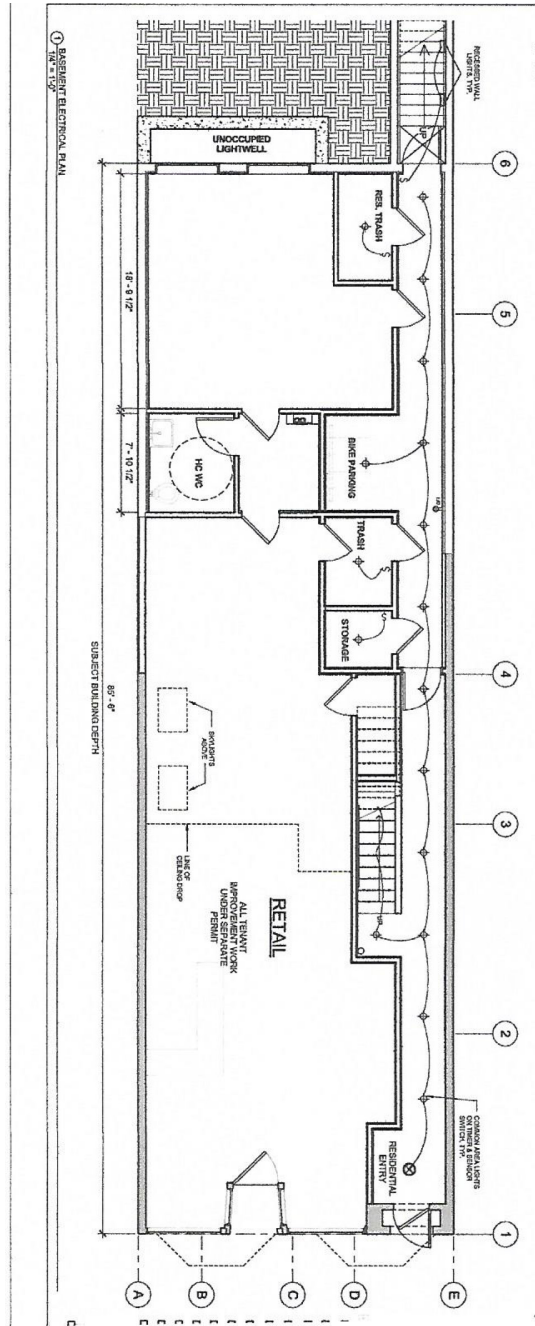 RECESSED WALL
LIGHTS, TYP.
UP
6
UNOCCUPIED
LIGHTWELL
RES. TRASH
S
S
5
18' - 9 1/2"
BIKE PARKING
7' - 10 1/2"
HC WC
TRASH
S
STORAGE
S
4
85' - 6"
SUBJECT BUILDING DEPTH
SKYLIGHTS
ABOVE
3
LINE OF
CEILING DROP
RETAIL
ALL TENANT
IMPROVEMENT WORK
UNDER SEPARATE
PERMIT
UP
2
COMMON AREA LIGHTS
ON TIMER & SENSOR
SWITCH, TYP.
RESIDENTIAL
ENTRY
1
A
B
C
D
E
1 BASEMENT ELECTRICAL PLAN
1/4" = 1'-0"